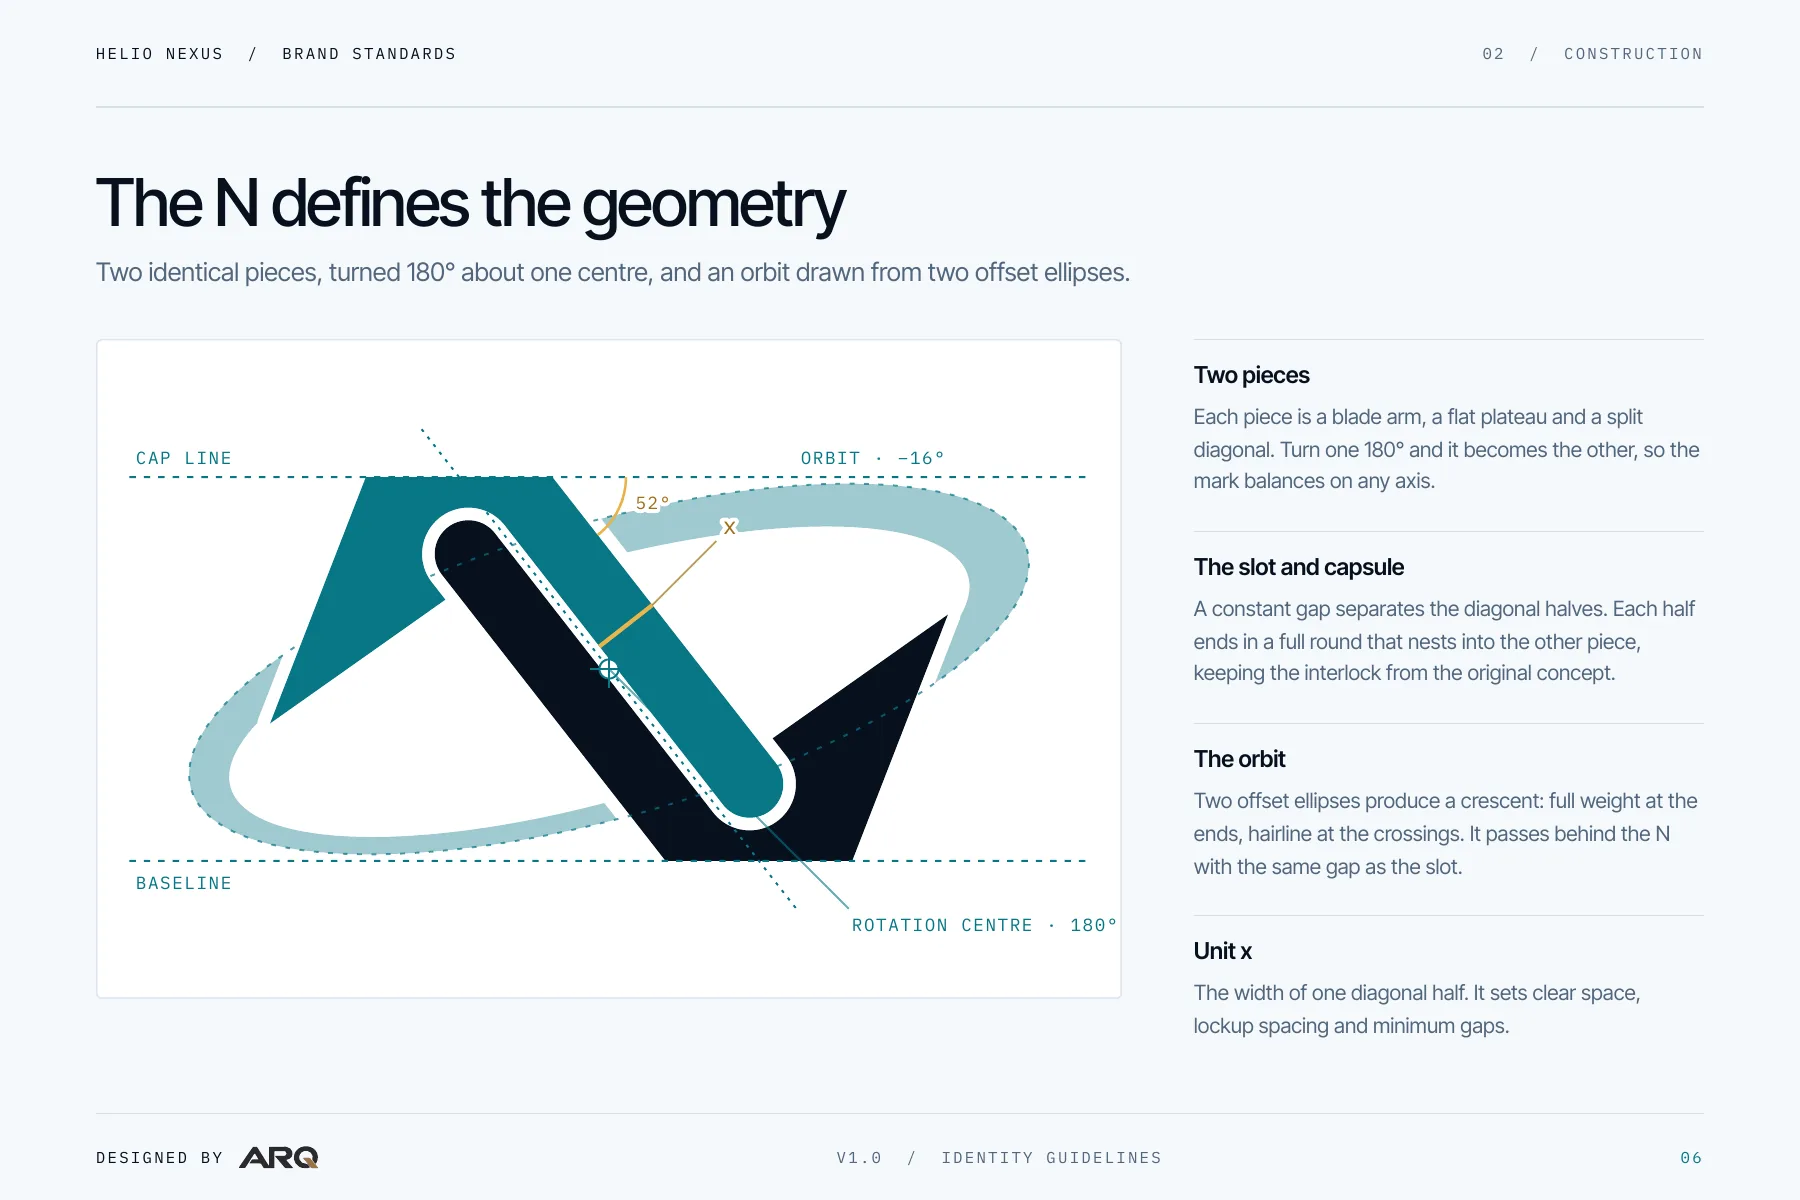 HELIO NEXUS / BRAND STANDARDS
02 / CONSTRUCTION
The N defines the geometry
Two identical pieces, turned 180° about one centre, and an orbit drawn from two offset ellipses.
CAP LINE
ORBIT · −16°
52°
x
BASELINE
ROTATION CENTRE · 180°
Two pieces
Each piece is a blade arm, a flat plateau and a split
diagonal. Turn one 180° and it becomes the other, so the
mark balances on any axis.
The slot and capsule
A constant gap separates the diagonal halves. Each half
ends in a full round that nests into the other piece,
keeping the interlock from the original concept.
The orbit
Two offset ellipses produce a crescent: full weight at the
ends, hairline at the crossings. It passes behind the N
with the same gap as the slot.
Unit x
The width of one diagonal half. It sets clear space,
lockup spacing and minimum gaps.
DESIGNED BY ARQ
V1.0 / IDENTITY GUIDELINES
06